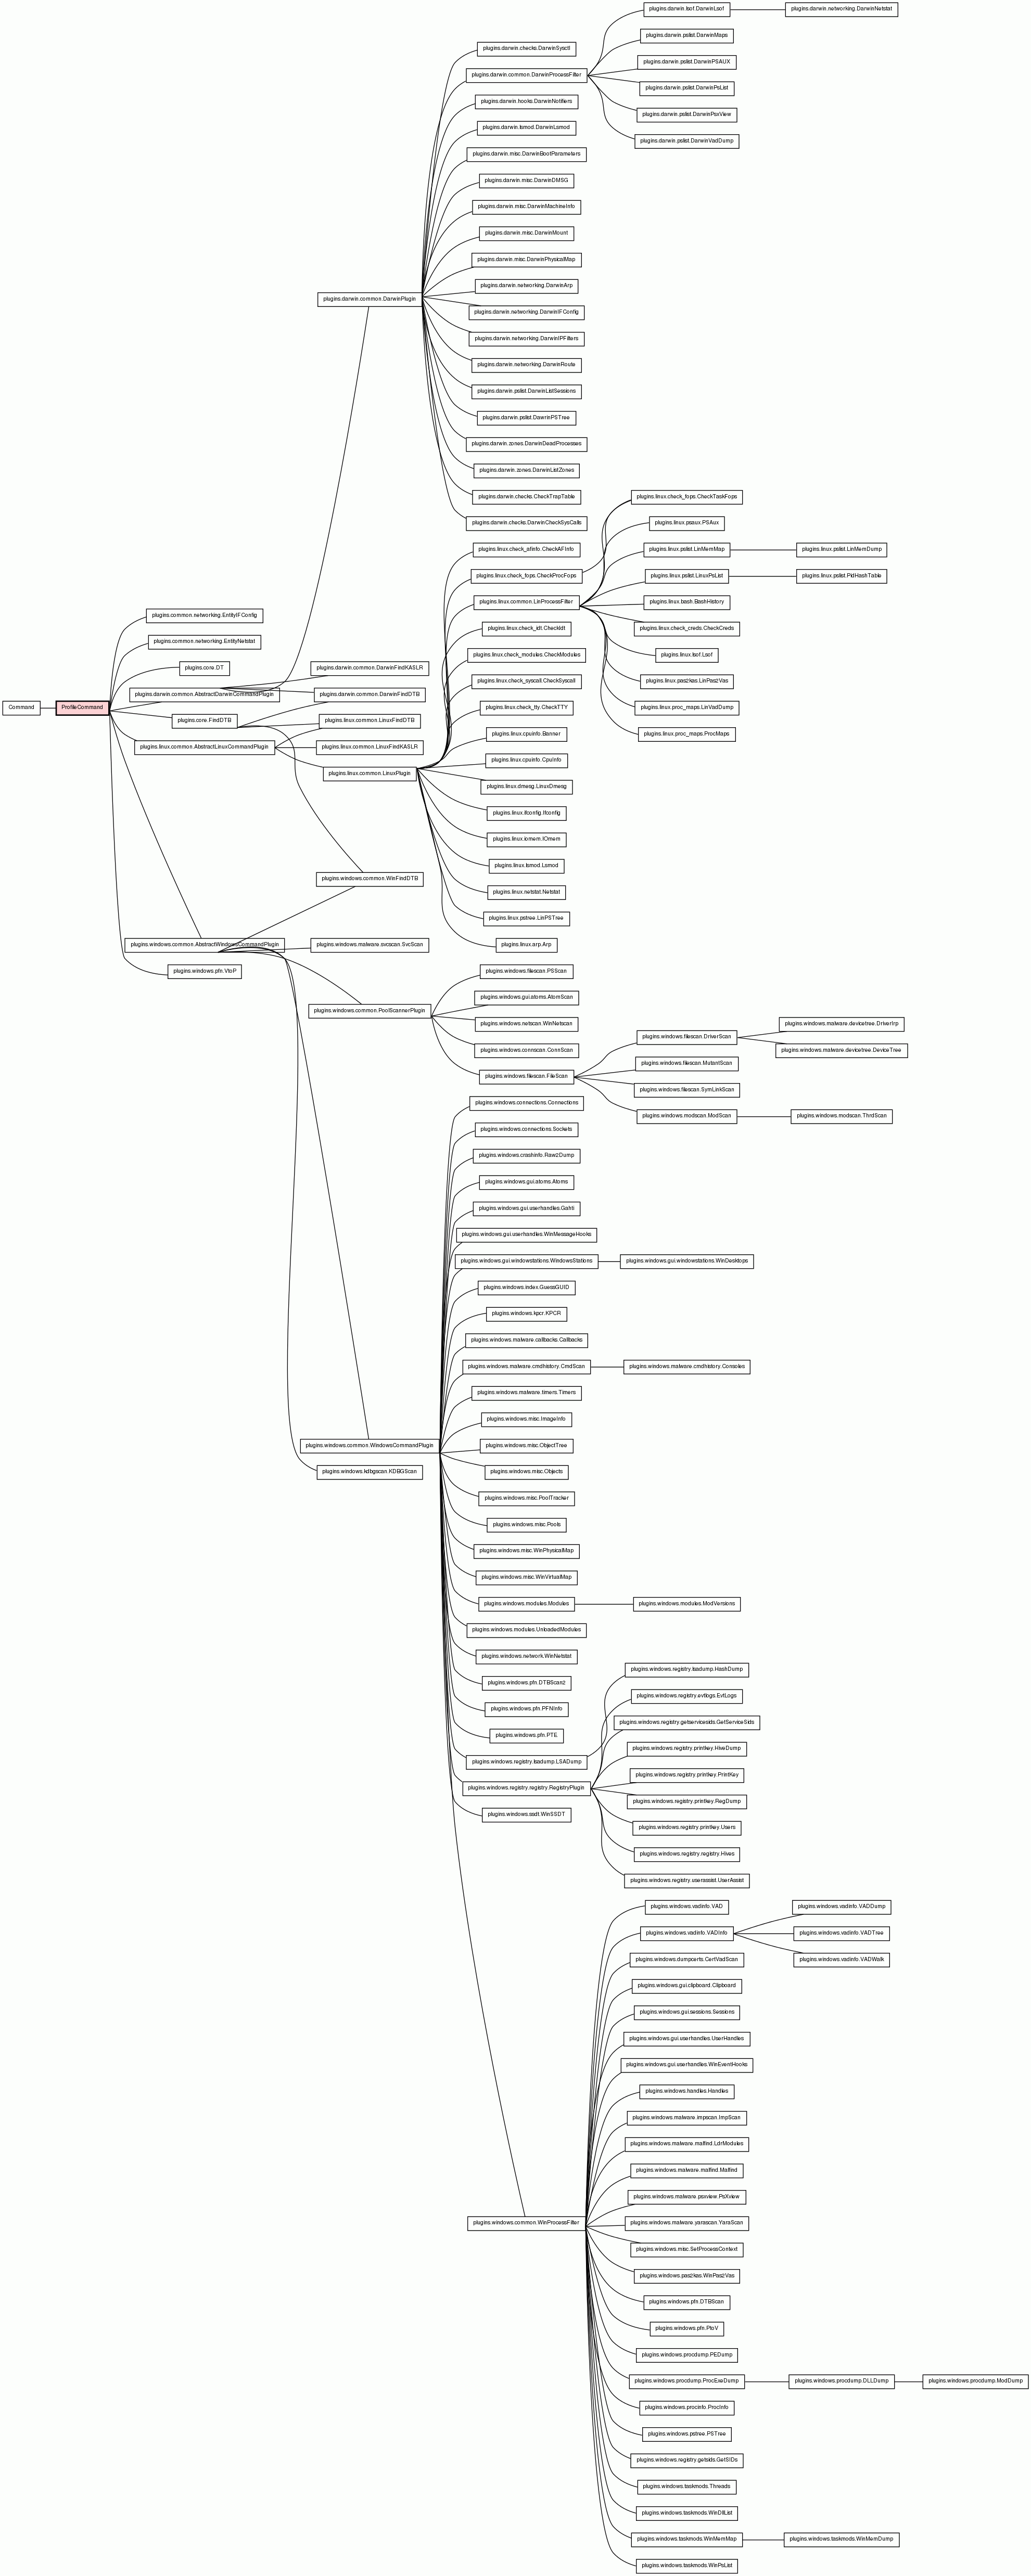 plugins.darwin.lsof.DarwinLsof
plugins.darwin.networking.DarwinNetstat
plugins.darwin.pslist.DarwinMaps
plugins.darwin.checks.DarwinSysctl
plugins.darwin.pslist.DarwinPSAUX
plugins.darwin.common.DarwinProcessFilter
plugins.darwin.pslist.DarwinPsList
plugins.darwin.hooks.DarwinNotifiers
plugins.darwin.pslist.DarwinPsxView
plugins.darwin.lsmod.DarwinLsmod
plugins.darwin.pslist.DarwinVadDump
plugins.darwin.misc.DarwinBootParameters
plugins.darwin.misc.DarwinDMSG
plugins.darwin.misc.DarwinMachineInfo
plugins.darwin.misc.DarwinMount
plugins.darwin.misc.DarwinPhysicalMap
plugins.darwin.networking.DarwinArp
plugins.darwin.common.DarwinPlugin
plugins.darwin.networking.DarwinIFConfig
plugins.darwin.networking.DarwinIPFilters
plugins.darwin.networking.DarwinRoute
plugins.darwin.pslist.DarwinListSessions
plugins.darwin.pslist.DawrinPSTree
plugins.darwin.zones.DarwinDeadProcesses
plugins.darwin.zones.DarwinListZones
plugins.darwin.checks.CheckTrapTable
plugins.linux.check_fops.CheckTaskFops
plugins.darwin.checks.DarwinCheckSysCalls
plugins.linux.psaux.PSAux
plugins.linux.check_afinfo.CheckAFInfo
plugins.linux.pslist.LinMemMap
plugins.linux.pslist.LinMemDump
plugins.linux.check_fops.CheckProcFops
plugins.linux.pslist.LinuxPsList
plugins.linux.pslist.PidHashTable
plugins.linux.common.LinProcessFilter
plugins.linux.bash.BashHistory
plugins.common.networking.EntityIFConfig
plugins.linux.check_idt.CheckIdt
plugins.linux.check_creds.CheckCreds
plugins.common.networking.EntityNetstat
plugins.linux.check_modules.CheckModules
plugins.linux.lsof.Lsof
plugins.core.DT
plugins.darwin.common.DarwinFindKASLR
plugins.linux.check_syscall.CheckSyscall
plugins.linux.pas2kas.LinPas2Vas
plugins.darwin.common.AbstractDarwinCommandPlugin
plugins.darwin.common.DarwinFindDTB
Command
ProfileCommand
plugins.linux.check_tty.CheckTTY
plugins.linux.proc_maps.LinVadDump
plugins.core.FindDTB
plugins.linux.common.LinuxFindDTB
plugins.linux.cpuinfo.Banner
plugins.linux.proc_maps.ProcMaps
plugins.linux.common.AbstractLinuxCommandPlugin
plugins.linux.common.LinuxFindKASLR
plugins.linux.cpuinfo.CpuInfo
plugins.linux.common.LinuxPlugin
plugins.linux.dmesg.LinuxDmesg
plugins.linux.ifconfig.Ifconfig
plugins.linux.iomem.IOmem
plugins.linux.lsmod.Lsmod
plugins.windows.common.WinFindDTB
plugins.linux.netstat.Netstat
plugins.linux.pstree.LinPSTree
plugins.windows.common.AbstractWindowsCommandPlugin
plugins.windows.malware.svcscan.SvcScan
plugins.linux.arp.Arp
plugins.windows.pfn.VtoP
plugins.windows.filescan.PSScan
plugins.windows.gui.atoms.AtomScan
plugins.windows.common.PoolScannerPlugin
plugins.windows.netscan.WinNetscan
plugins.windows.malware.devicetree.DriverIrp
plugins.windows.filescan.DriverScan
plugins.windows.connscan.ConnScan
plugins.windows.malware.devicetree.DeviceTree
plugins.windows.filescan.MutantScan
plugins.windows.filescan.FileScan
plugins.windows.filescan.SymLinkScan
plugins.windows.connections.Connections
plugins.windows.modscan.ModScan
plugins.windows.modscan.ThrdScan
plugins.windows.connections.Sockets
plugins.windows.crashinfo.Raw2Dump
plugins.windows.gui.atoms.Atoms
plugins.windows.gui.userhandles.Gahti
plugins.windows.gui.userhandles.WinMessageHooks
plugins.windows.gui.windowstations.WindowsStations
plugins.windows.gui.windowstations.WinDesktops
plugins.windows.index.GuessGUID
plugins.windows.kpcr.KPCR
plugins.windows.malware.callbacks.Callbacks
plugins.windows.malware.cmdhistory.CmdScan
plugins.windows.malware.cmdhistory.Consoles
plugins.windows.malware.timers.Timers
plugins.windows.misc.ImageInfo
plugins.windows.common.WindowsCommandPlugin
plugins.windows.misc.ObjectTree
plugins.windows.kdbgscan.KDBGScan
plugins.windows.misc.Objects
plugins.windows.misc.PoolTracker
plugins.windows.misc.Pools
plugins.windows.misc.WinPhysicalMap
plugins.windows.misc.WinVirtualMap
plugins.windows.modules.Modules
plugins.windows.modules.ModVersions
plugins.windows.modules.UnloadedModules
plugins.windows.network.WinNetstat
plugins.windows.registry.lsadump.HashDump
plugins.windows.pfn.DTBScan2
plugins.windows.registry.evtlogs.EvtLogs
plugins.windows.pfn.PFNInfo
plugins.windows.registry.getservicesids.GetServiceSids
plugins.windows.pfn.PTE
plugins.windows.registry.printkey.HiveDump
plugins.windows.registry.lsadump.LSADump
plugins.windows.registry.printkey.PrintKey
plugins.windows.registry.registry.RegistryPlugin
plugins.windows.registry.printkey.RegDump
plugins.windows.ssdt.WinSSDT
plugins.windows.registry.printkey.Users
plugins.windows.registry.registry.Hives
plugins.windows.registry.userassist.UserAssist
plugins.windows.vadinfo.VAD
plugins.windows.vadinfo.VADDump
plugins.windows.vadinfo.VADInfo
plugins.windows.vadinfo.VADTree
plugins.windows.dumpcerts.CertVadScan
plugins.windows.vadinfo.VADWalk
plugins.windows.gui.clipboard.Clipboard
plugins.windows.gui.sessions.Sessions
plugins.windows.gui.userhandles.UserHandles
plugins.windows.gui.userhandles.WinEventHooks
plugins.windows.handles.Handles
plugins.windows.malware.impscan.ImpScan
plugins.windows.malware.malfind.LdrModules
plugins.windows.malware.malfind.Malfind
plugins.windows.malware.psxview.PsXview
plugins.windows.common.WinProcessFilter
plugins.windows.malware.yarascan.YaraScan
plugins.windows.misc.SetProcessContext
plugins.windows.pas2kas.WinPas2Vas
plugins.windows.pfn.DTBScan
plugins.windows.pfn.PtoV
plugins.windows.procdump.PEDump
plugins.windows.procdump.ProcExeDump
plugins.windows.procdump.DLLDump
plugins.windows.procdump.ModDump
plugins.windows.procinfo.ProcInfo
plugins.windows.pstree.PSTree
plugins.windows.registry.getsids.GetSIDs
plugins.windows.taskmods.Threads
plugins.windows.taskmods.WinDllList
plugins.windows.taskmods.WinMemMap
plugins.windows.taskmods.WinMemDump
plugins.windows.taskmods.WinPsList